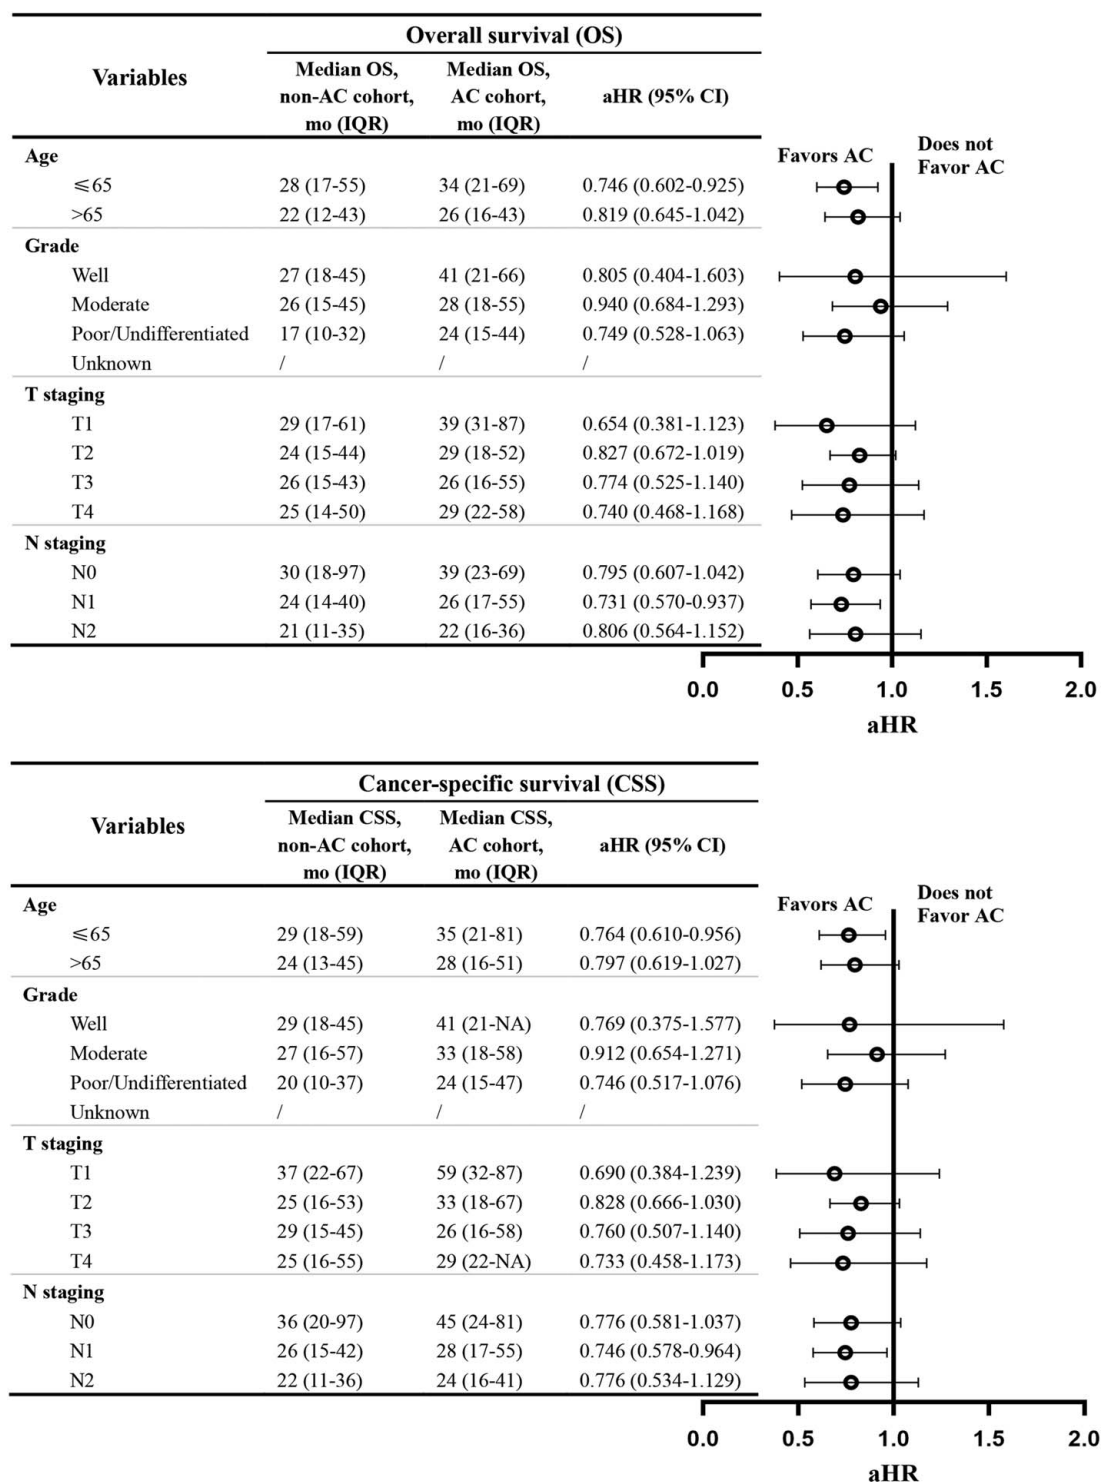 Overall survival (OS)
Variables
Median OS, non-AC cohort, mo (IQR)
Median OS, AC cohort, mo (IQR)
aHR (95% CI)
Favors AC
Does not Favor AC
Age
≤65 28 (17-55) 34 (21-69) 0.746 (0.602-0.925)
>65 22 (12-43) 26 (16-43) 0.819 (0.645-1.042)
Grade
Well 27 (18-45) 41 (21-66) 0.805 (0.404-1.603)
Moderate 26 (15-45) 28 (18-55) 0.940 (0.684-1.293)
Poor/Undifferentiated 17 (10-32) 24 (15-44) 0.749 (0.528-1.063)
Unknown / / /
T staging
T1 29 (17-61) 39 (31-87) 0.654 (0.381-1.123)
T2 24 (15-44) 29 (18-52) 0.827 (0.672-1.019)
T3 26 (15-43) 26 (16-55) 0.774 (0.525-1.140)
T4 25 (14-50) 29 (22-58) 0.740 (0.468-1.168)
N staging
N0 30 (18-97) 39 (23-69) 0.795 (0.607-1.042)
N1 24 (14-40) 26 (17-55) 0.731 (0.570-0.937)
N2 21 (11-35) 22 (16-36) 0.806 (0.564-1.152)
0.0 0.5 1.0 1.5 2.0
aHR
Cancer-specific survival (CSS)
Variables
Median CSS, non-AC cohort, mo (IQR)
Median CSS, AC cohort, mo (IQR)
aHR (95% CI)
Favors AC
Does not Favor AC
Age
≤65 29 (18-59) 35 (21-81) 0.764 (0.610-0.956)
>65 24 (13-45) 28 (16-51) 0.797 (0.619-1.027)
Grade
Well 29 (18-45) 41 (21-NA) 0.769 (0.375-1.577)
Moderate 27 (16-57) 33 (18-58) 0.912 (0.654-1.271)
Poor/Undifferentiated 20 (10-37) 24 (15-47) 0.746 (0.517-1.076)
Unknown / / /
T staging
T1 37 (22-67) 59 (32-87) 0.690 (0.384-1.239)
T2 25 (16-53) 33 (18-67) 0.828 (0.666-1.030)
T3 29 (15-45) 26 (16-58) 0.760 (0.507-1.140)
T4 25 (16-55) 29 (22-NA) 0.733 (0.458-1.173)
N staging
N0 36 (20-97) 45 (24-81) 0.776 (0.581-1.037)
N1 26 (15-42) 28 (17-55) 0.746 (0.578-0.964)
N2 22 (11-36) 24 (16-41) 0.776 (0.534-1.129)
0.0 0.5 1.0 1.5 2.0
aHR